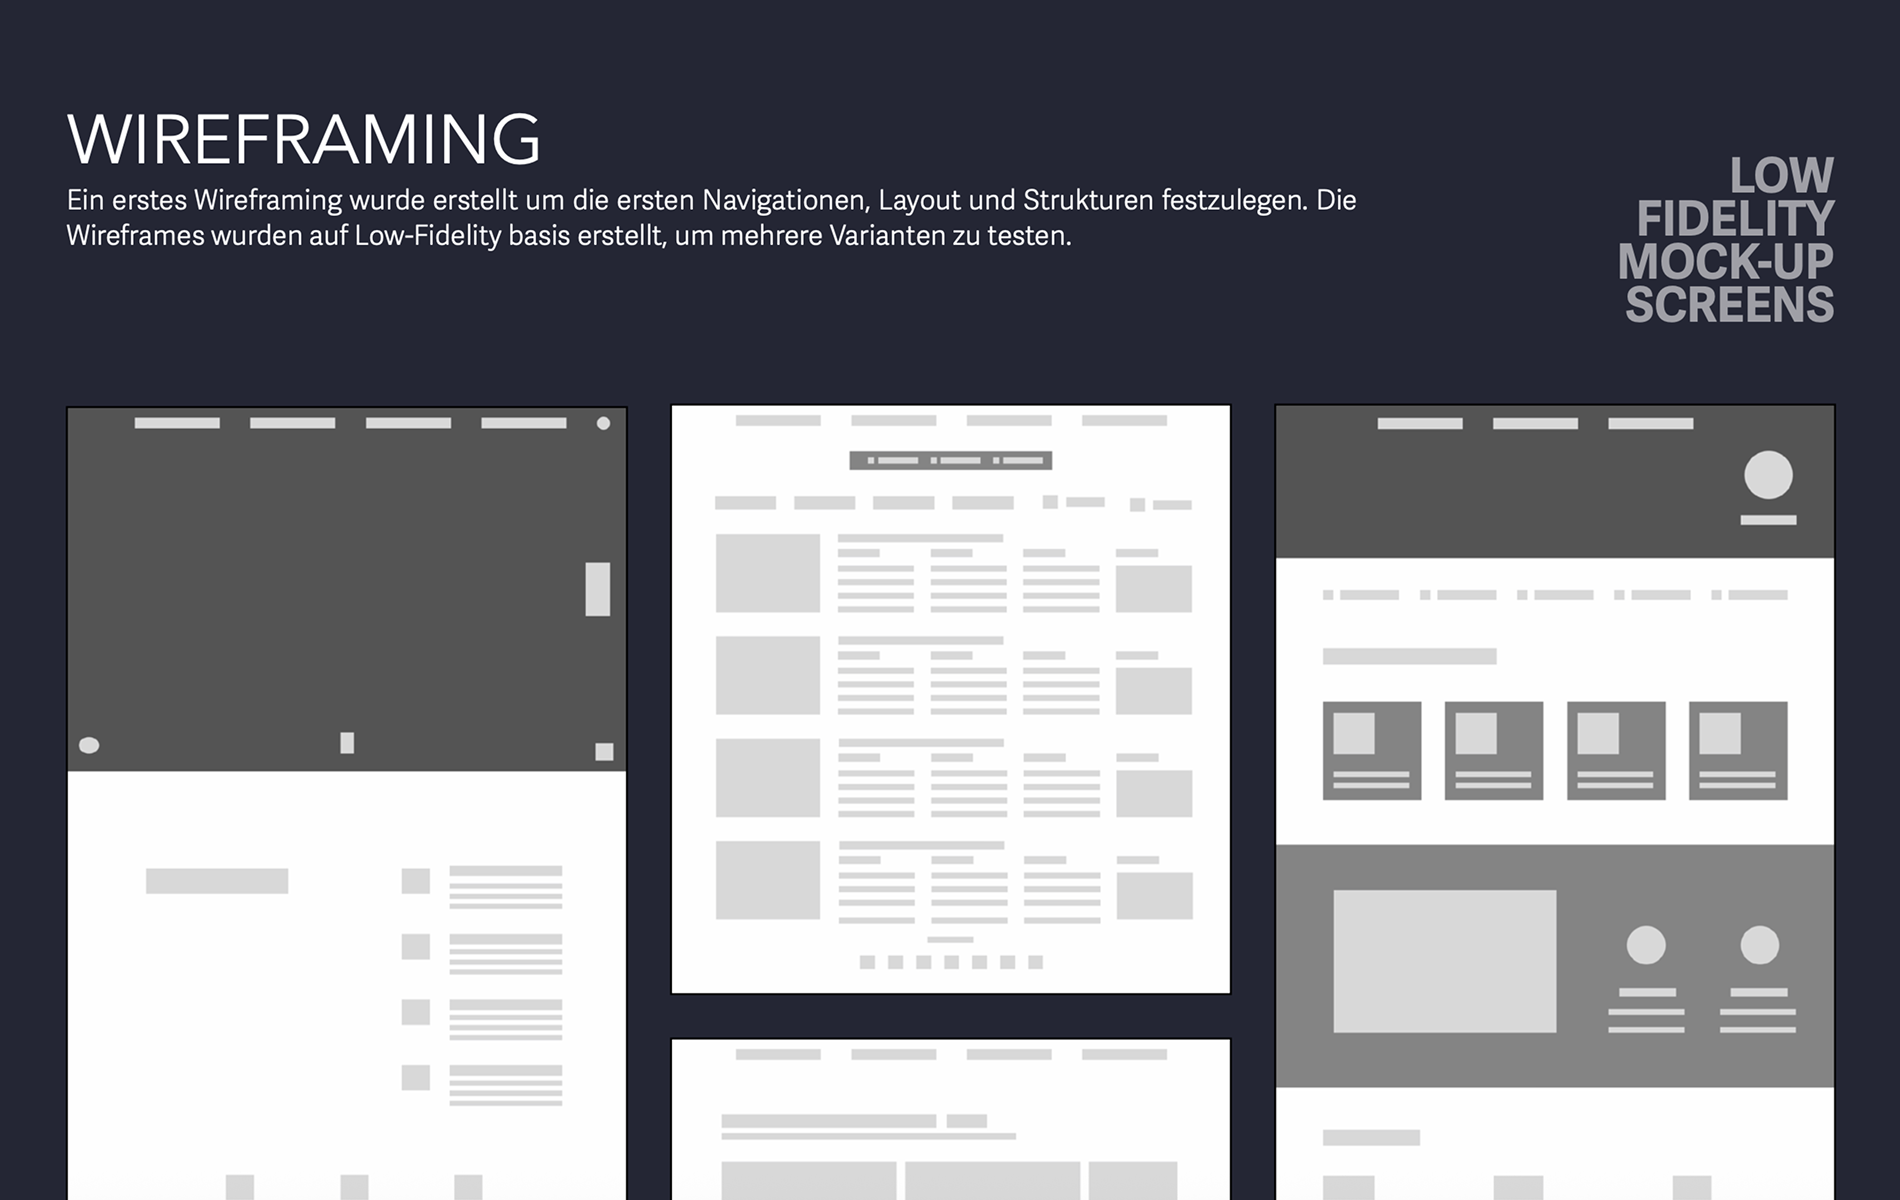 WIREFRAMING
Ein erstes Wireframing wurde erstellt um die ersten Navigationen, Layout und Strukturen festzulegen. Die
Wireframes wurden auf Low-Fidelity basis erstellt, um mehrere Varianten zu testen.
LOW
FIDELITY
MOCK-UP
SCREENS